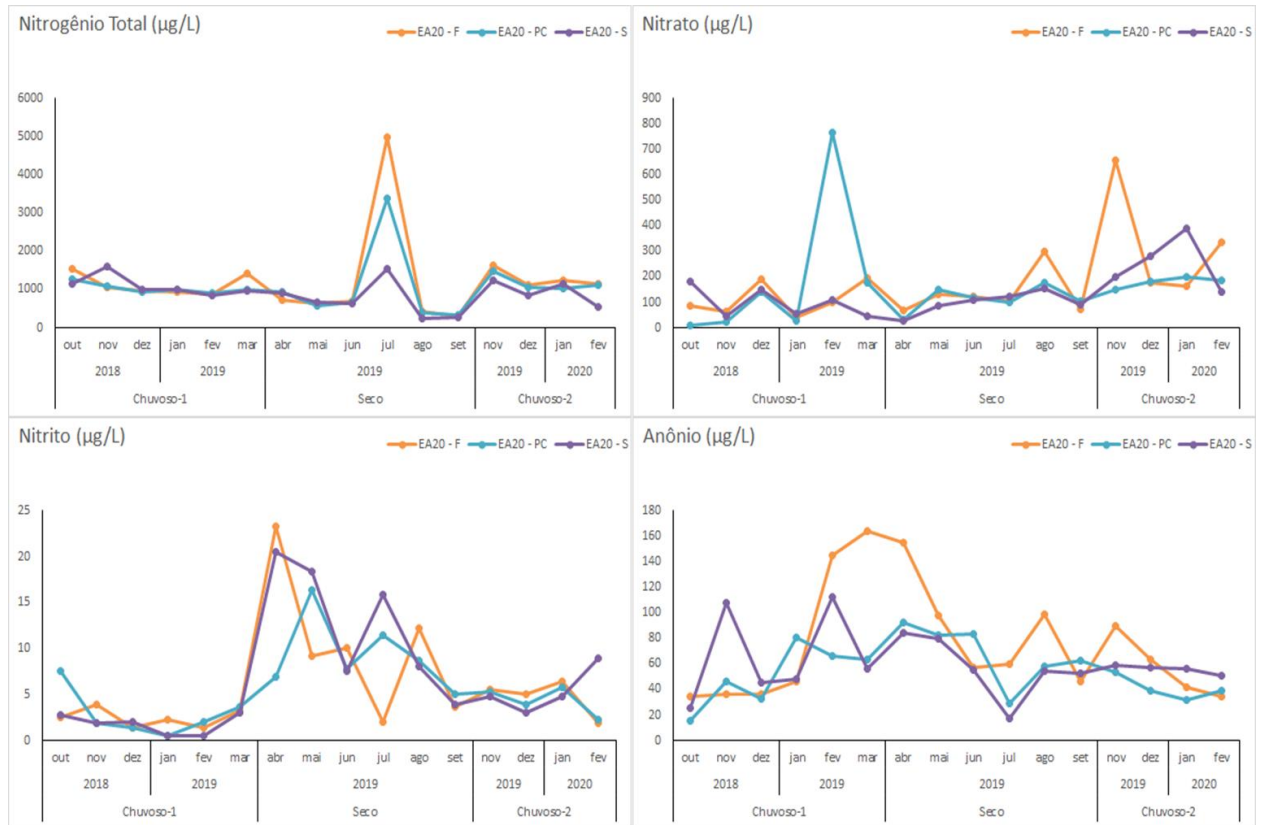 Nitrogênio Total (µg/L)
EA20 - F EA20 - PC EA20 - S
6000
5000
4000
3000
2000
1000
0
out nov dez jan fev mar abr mai jun jul ago set nov dez jan fev
2018 2019 2019 2019 2020
Chuvoso-1 Seco Chuvoso-2
Nitrato (µg/L)
EA20 - F EA20 - PC EA20 - S
900
800
700
600
500
400
300
200
100
0
out nov dez jan fev mar abr mai jun jul ago set nov dez jan fev
2018 2019 2019 2019 2020
Chuvoso-1 Seco Chuvoso-2
Nitrito (µg/L)
EA20 - F EA20 - PC EA20 - S
25
20
15
10
5
0
out nov dez jan fev mar abr mai jun jul ago set nov dez jan fev
2018 2019 2019 2019 2020
Chuvoso-1 Seco Chuvoso-2
Anônio (µg/L)
EA20 - F EA20 - PC EA20 - S
180
160
140
120
100
80
60
40
20
0
out nov dez jan fev mar abr mai jun jul ago set nov dez jan fev
2018 2019 2019 2019 2020
Chuvoso-1 Seco Chuvoso-2